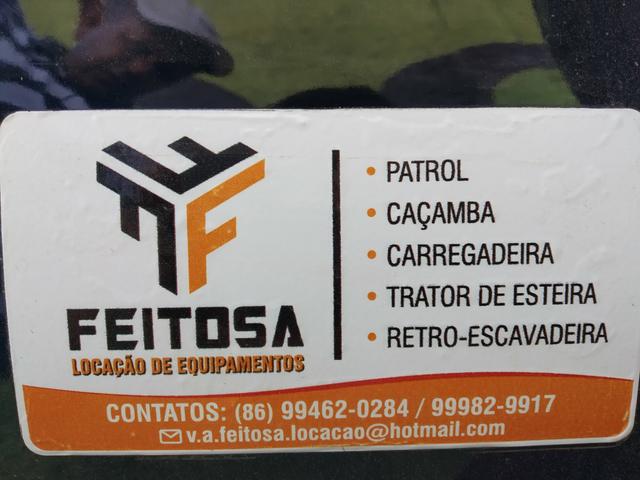 FEITOSA
LOCAÇÃO DE EQUIPAMENTOS
• PATROL
• CAÇAMBA
• CARREGADEIRA
• TRATOR DE ESTEIRA
• RETRO-ESCAVADEIRA
CONTATOS: (86) 99462-0284 / 99982-9917
v.a.feitosa.locacao@hotmail.com